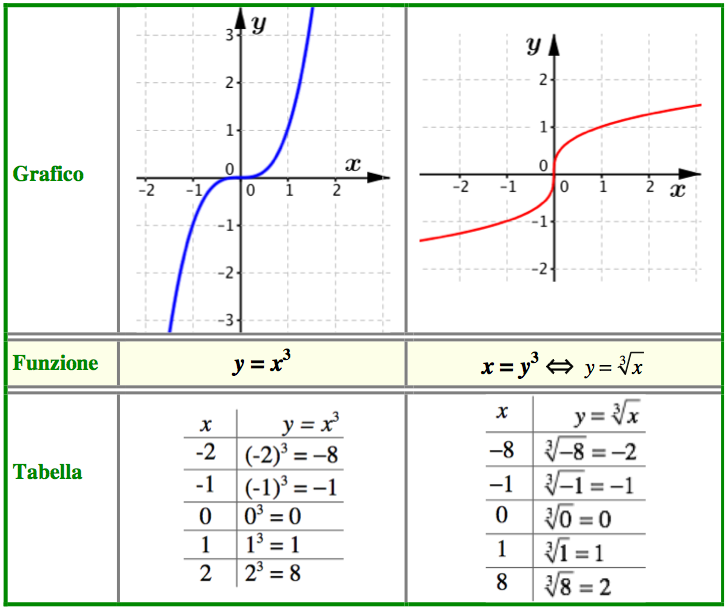 Grafico
y
3
2
1
0
-2 -1 0 1 2 x
-1
-2
-3
y
2
1
0
-2 -1 0 1 2 x
-1
-2
Funzione
y = x³
x = y³ ⇔ y = ∛x
Tabella
x y = x³
-2 (-2)³ = −8
-1 (-1)³ = −1
0 0³ = 0
1 1³ = 1
2 2³ = 8
x y = ∛x
−8 ∛−8 = −2
−1 ∛−1 = −1
0 ∛0 = 0
1 ∛1 = 1
8 ∛8 = 2